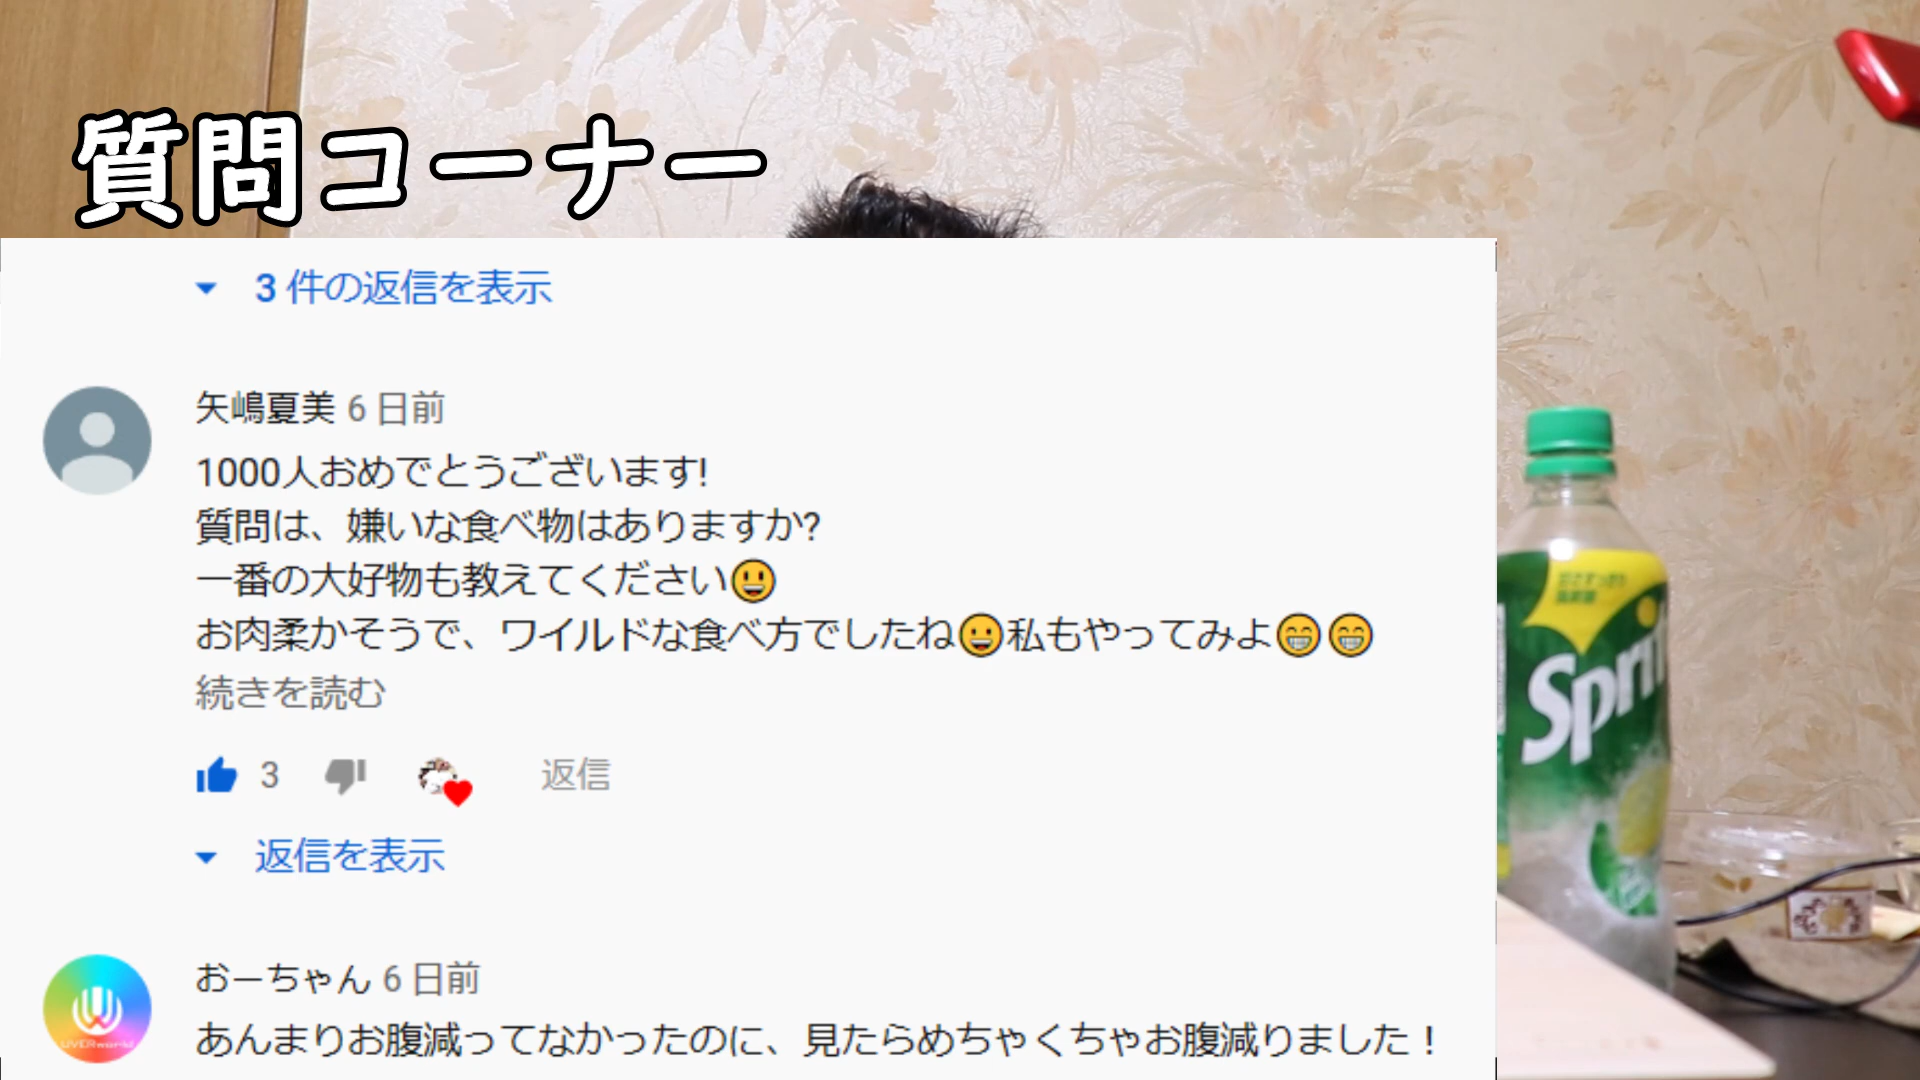 質問コーナー
3 件の返信を表示
矢嶋夏美 6 日前
1000人おめでとうございます!
質問は、嫌いな食べ物はありますか?
一番の大好物も教えてください😃
お肉柔かそうで、ワイルドな食べ方でしたね😀私もやってみよ😁😁
続きを読む
3 返信
返信を表示
おーちゃん 6 日前
UVERworld
あんまりお腹減ってなかったのに、見たらめちゃくちゃお腹減りました！
Spri